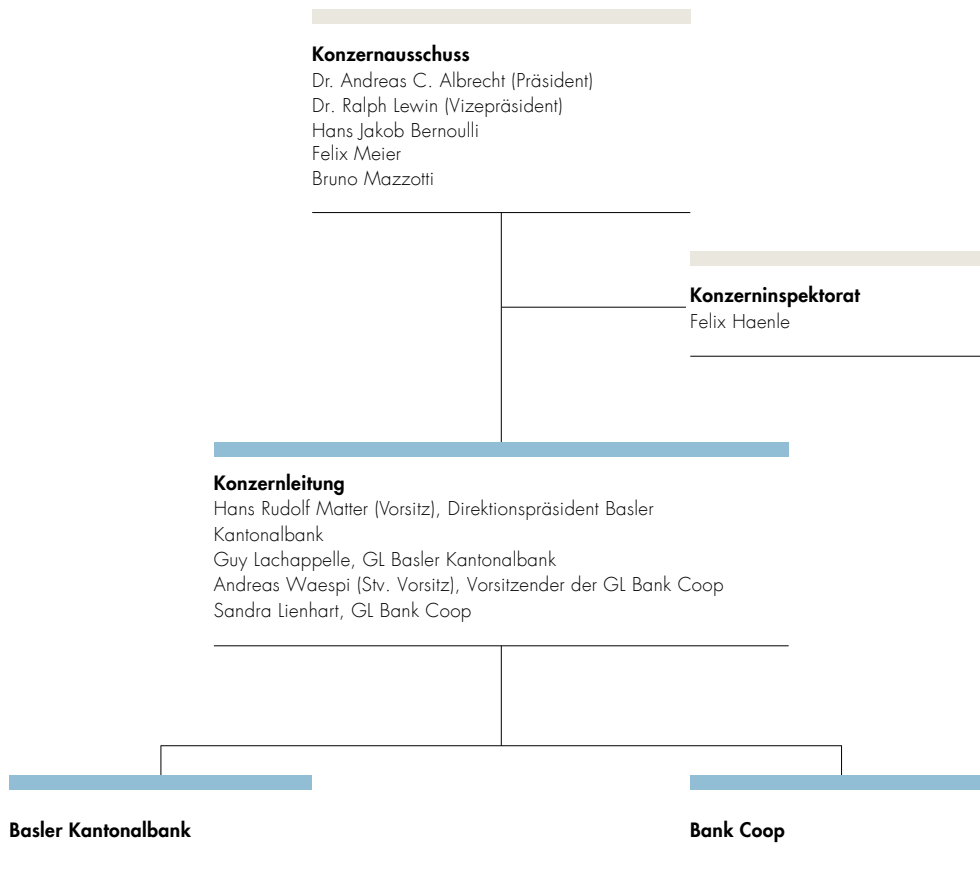 Konzernausschuss
Dr. Andreas C. Albrecht (Präsident)
Dr. Ralph Lewin (Vizepräsident)
Hans Jakob Bernoulli
Felix Meier
Bruno Mazzotti
Konzerninspektorat
Felix Haenle
Konzernleitung
Hans Rudolf Matter (Vorsitz), Direktionspräsident Basler
Kantonalbank
Guy Lachappelle, GL Basler Kantonalbank
Andreas Waespi (Stv. Vorsitz), Vorsitzender der GL Bank Coop
Sandra Lienhart, GL Bank Coop
Basler Kantonalbank
Bank Coop